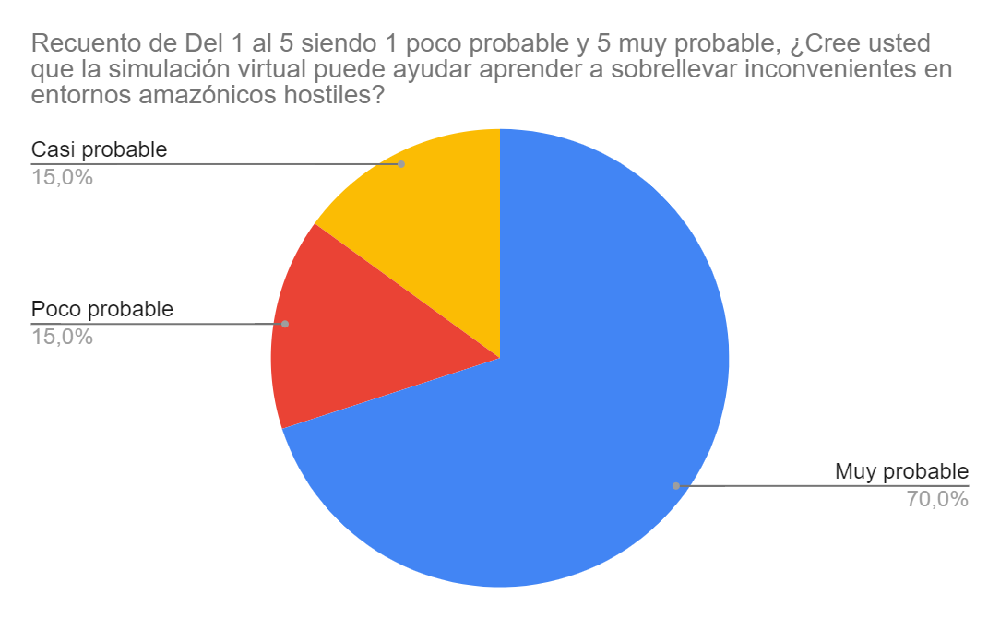 Recuento de Del 1 al 5 siendo 1 poco probable y 5 muy probable, ¿Cree usted
que la simulación virtual puede ayudar aprender a sobrellevar inconvenientes en
entornos amazónicos hostiles?
Casi probable
15,0%
Poco probable
15,0%
Muy probable
70,0%